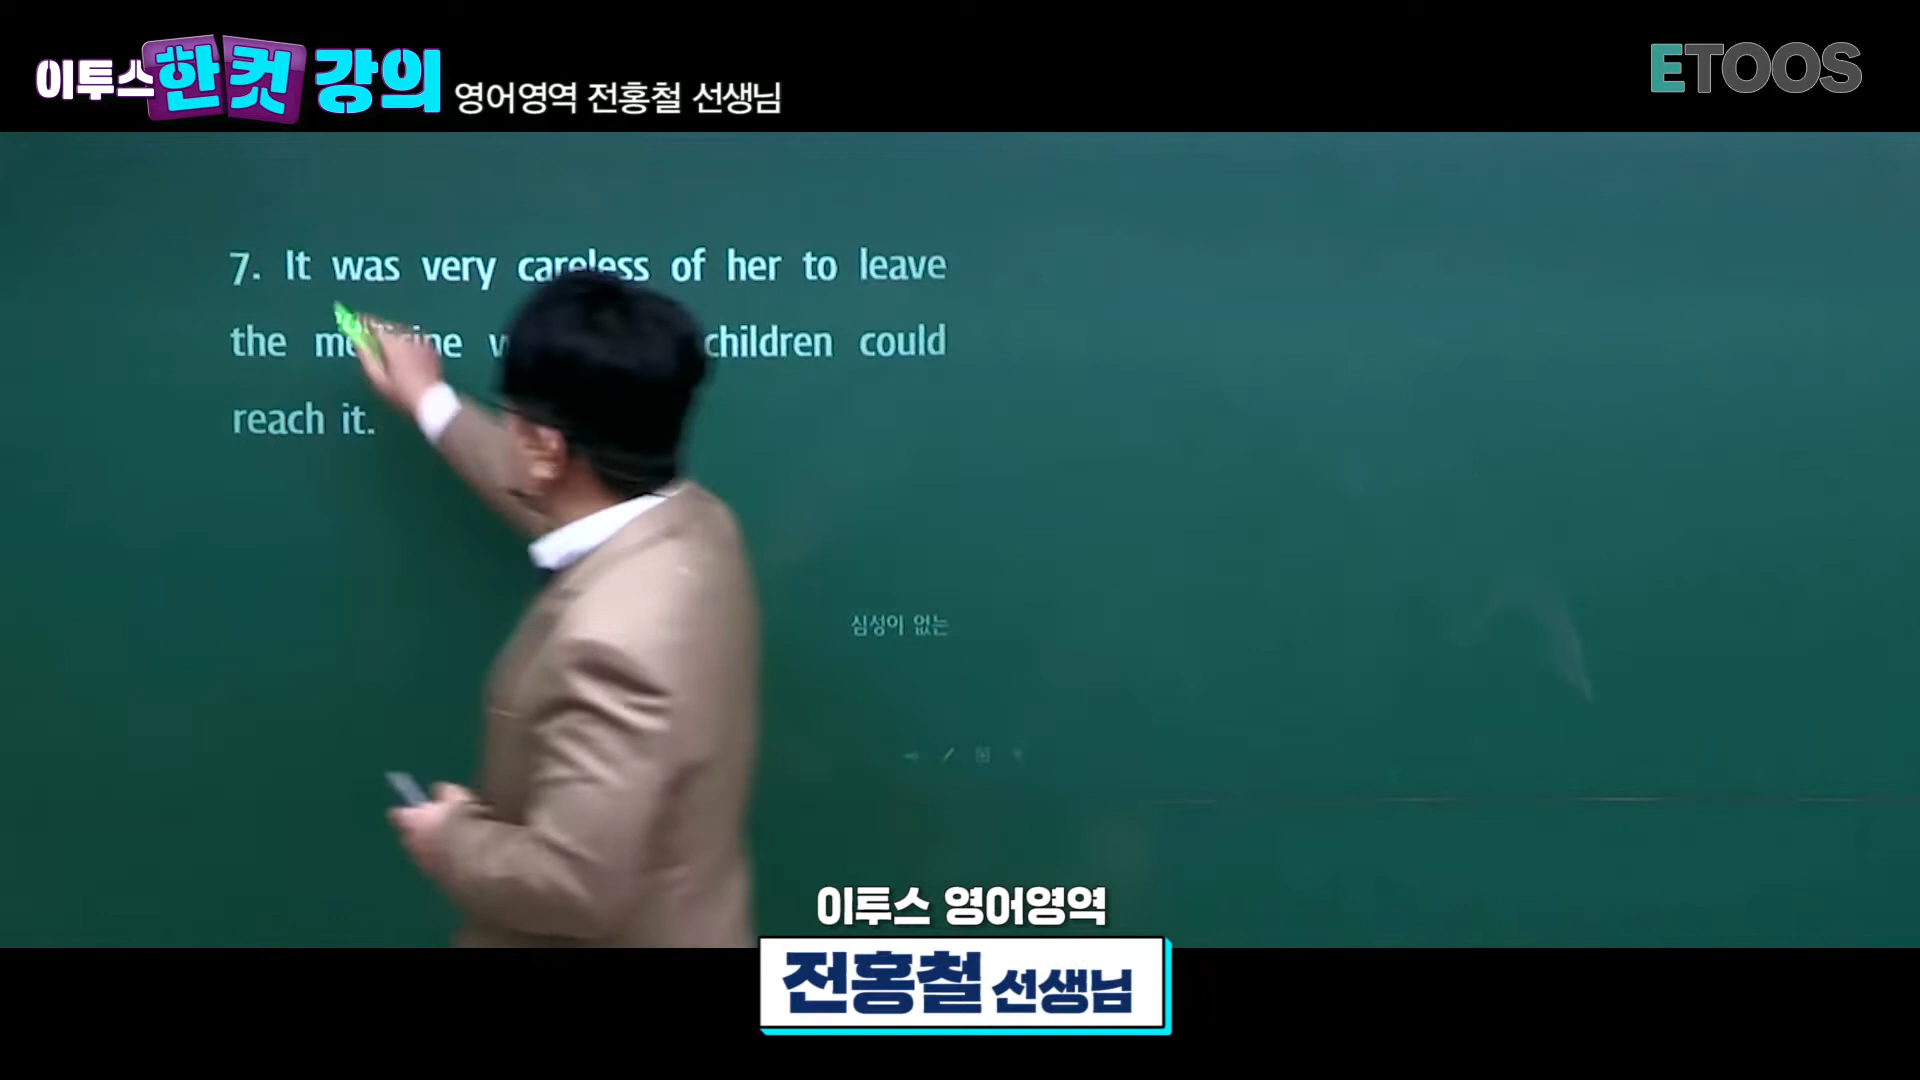 이투스 한컷 강의 영어영역 전홍철 선생님
ETOOS
7. It was very careless of her to leave
the medicine children could
reach it.
심성이 없는
이투스 영어영역
전홍철 선생님